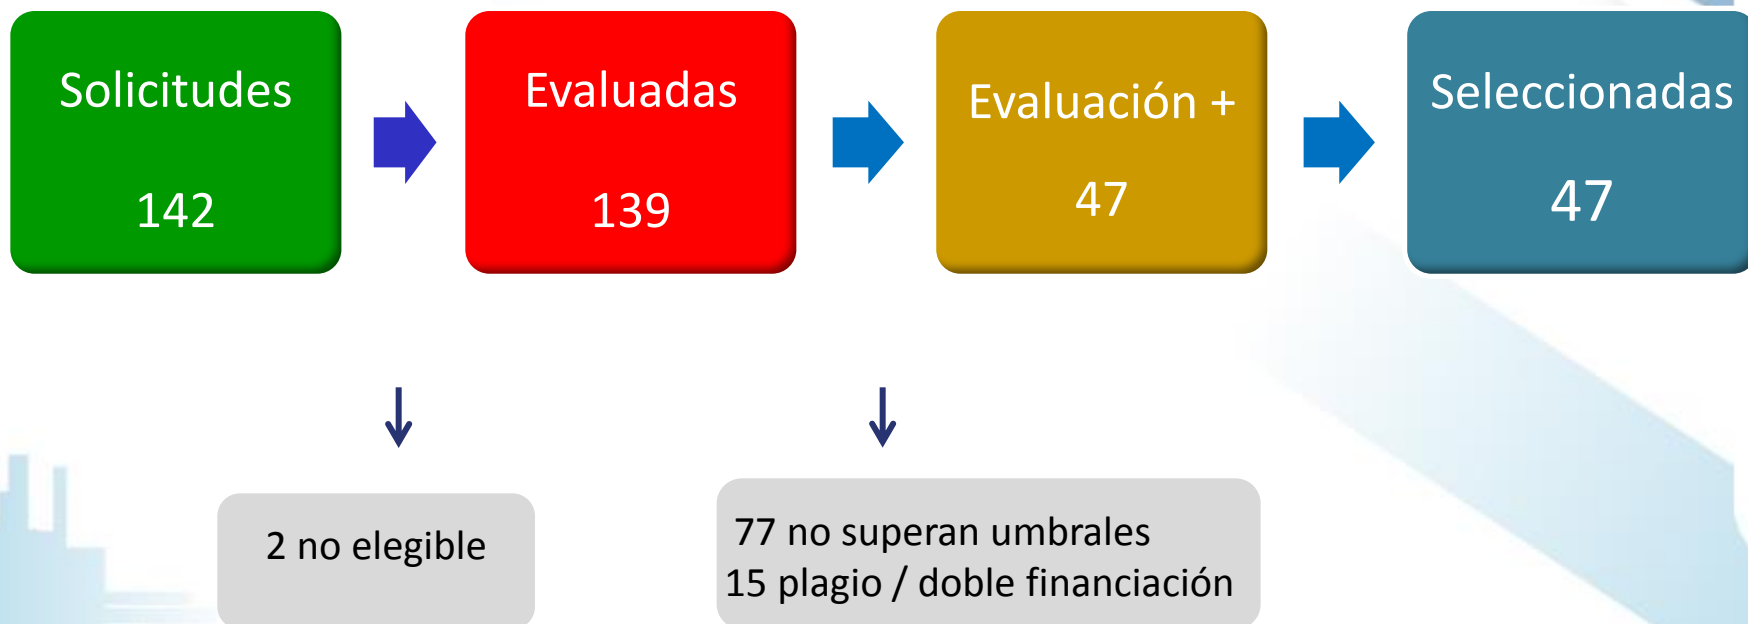 Solicitudes
142
Evaluadas
139
Evaluación +
47
Seleccionadas
47
2 no elegible
77 no superan umbrales
15 plagio / doble financiación